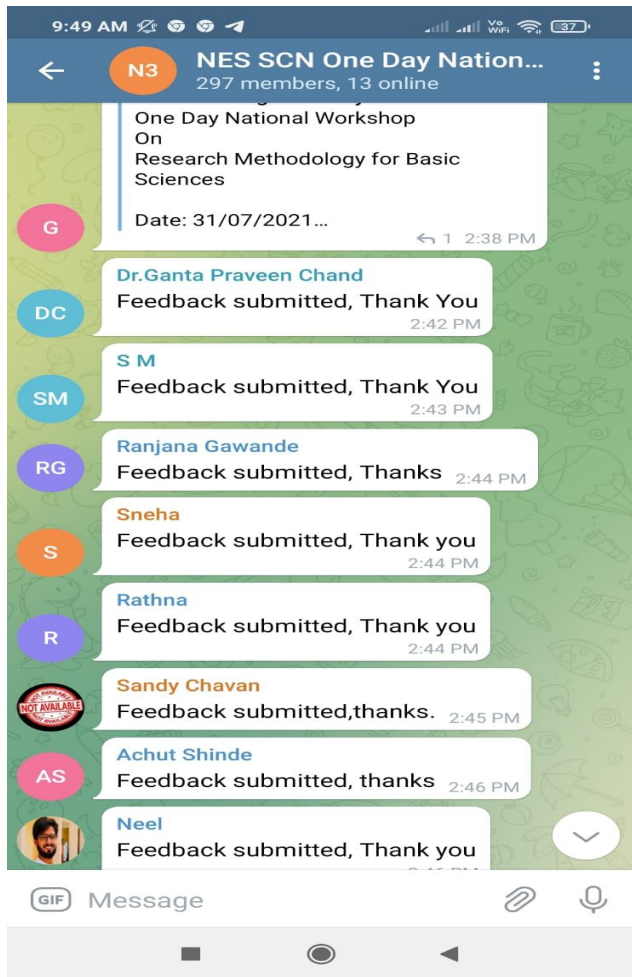 9:49 AM
Vo WiFi
37
N3
NES SCN One Day Nation...
297 members, 13 online
One Day National Workshop
On
Research Methodology for Basic
Sciences
Date: 31/07/2021...
G
1 2:38 PM
Dr.Ganta Praveen Chand
DC
Feedback submitted, Thank You
2:42 PM
S M
SM
Feedback submitted, Thank You
2:43 PM
Ranjana Gawande
RG
Feedback submitted, Thanks 2:44 PM
Sneha
S
Feedback submitted, Thank you
2:44 PM
Rathna
R
Feedback submitted, Thank you
2:44 PM
Sandy Chavan
NOT AVAILABLE
Feedback submitted,thanks. 2:45 PM
Achut Shinde
AS
Feedback submitted, thanks 2:46 PM
Neel
Feedback submitted, Thank you
GIF Message